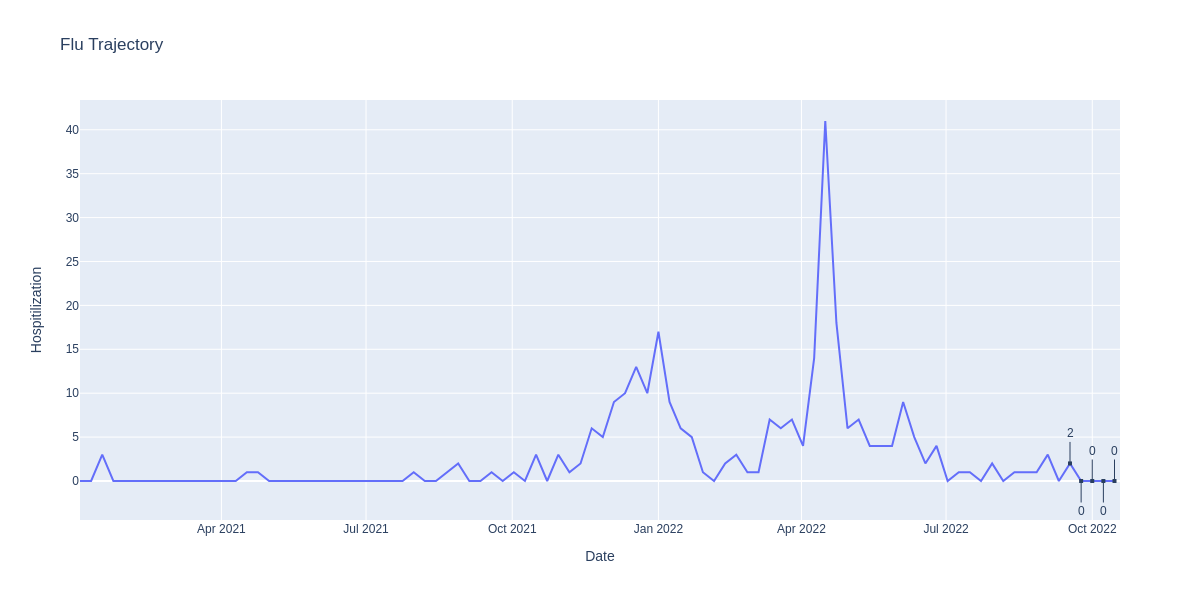 Flu Trajectory
Hospitilization
40
35
30
25
20
15
10
5
0
2
0
0
0
0
Apr 2021
Jul 2021
Oct 2021
Jan 2022
Apr 2022
Jul 2022
Oct 2022
Date